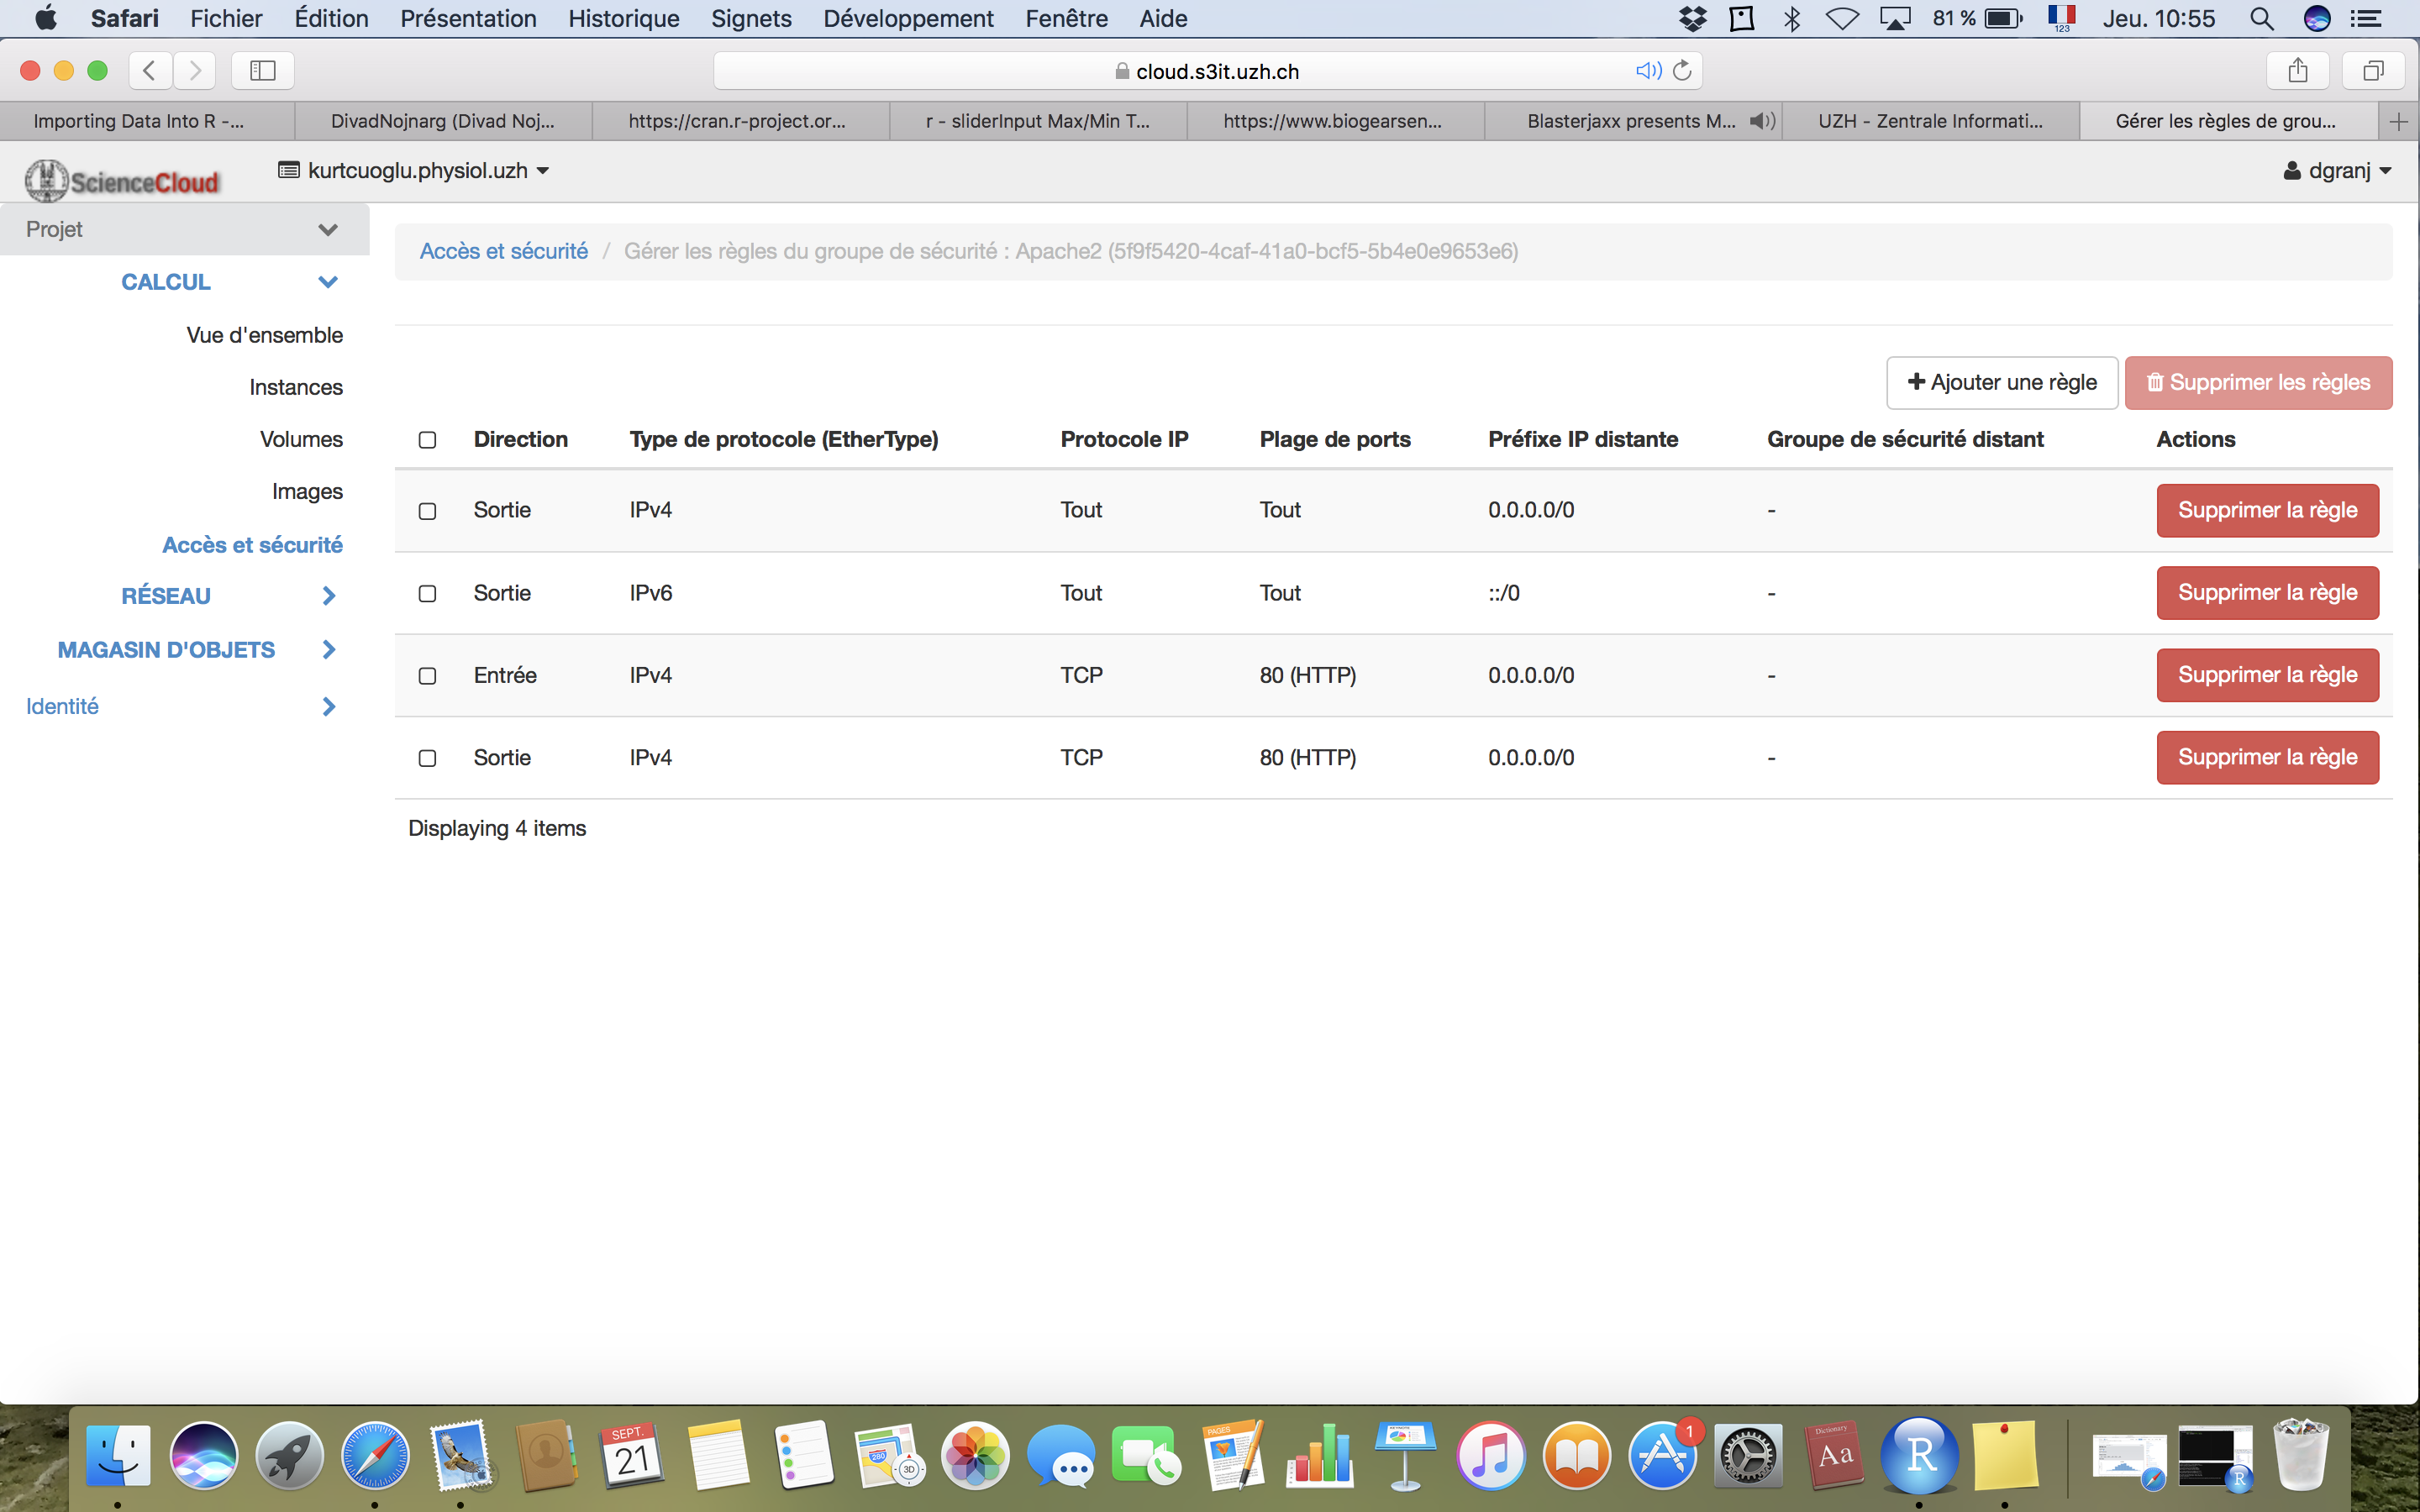 Safari Fichier Édition Présentation Historique Signets Développement Fenêtre Aide 81 % 123 Jeu. 10:55
cloud.s3it.uzh.ch
Importing Data Into R -... DivadNojnarg (Divad Noj... https://cran.r-project.or... r - sliderInput Max/Min T... https://www.biogearsen... Blasterjaxx presents M... UZH - Zentrale Informati... Gérer les règles de grou...
ScienceCloud kurtcuoglu.physiol.uzh dgranj
Projet
CALCUL
Vue d'ensemble
Instances
Volumes
Images
Accès et sécurité
RÉSEAU
MAGASIN D'OBJETS
Identité
Accès et sécurité / Gérer les règles du groupe de sécurité : Apache2 (5f9f5420-4caf-41a0-bcf5-5b4e0e9653e6)
Ajouter une règle Supprimer les règles
Direction Type de protocole (EtherType) Protocole IP Plage de ports Préfixe IP distante Groupe de sécurité distant Actions
Sortie IPv4 Tout Tout 0.0.0.0/0 - Supprimer la règle
Sortie IPv6 Tout Tout ::/0 - Supprimer la règle
Entrée IPv4 TCP 80 (HTTP) 0.0.0.0/0 - Supprimer la règle
Sortie IPv4 TCP 80 (HTTP) 0.0.0.0/0 - Supprimer la règle
Displaying 4 items
SEPT.
21
280
3D
PAGES
1
Dictionary
Aa
R
R